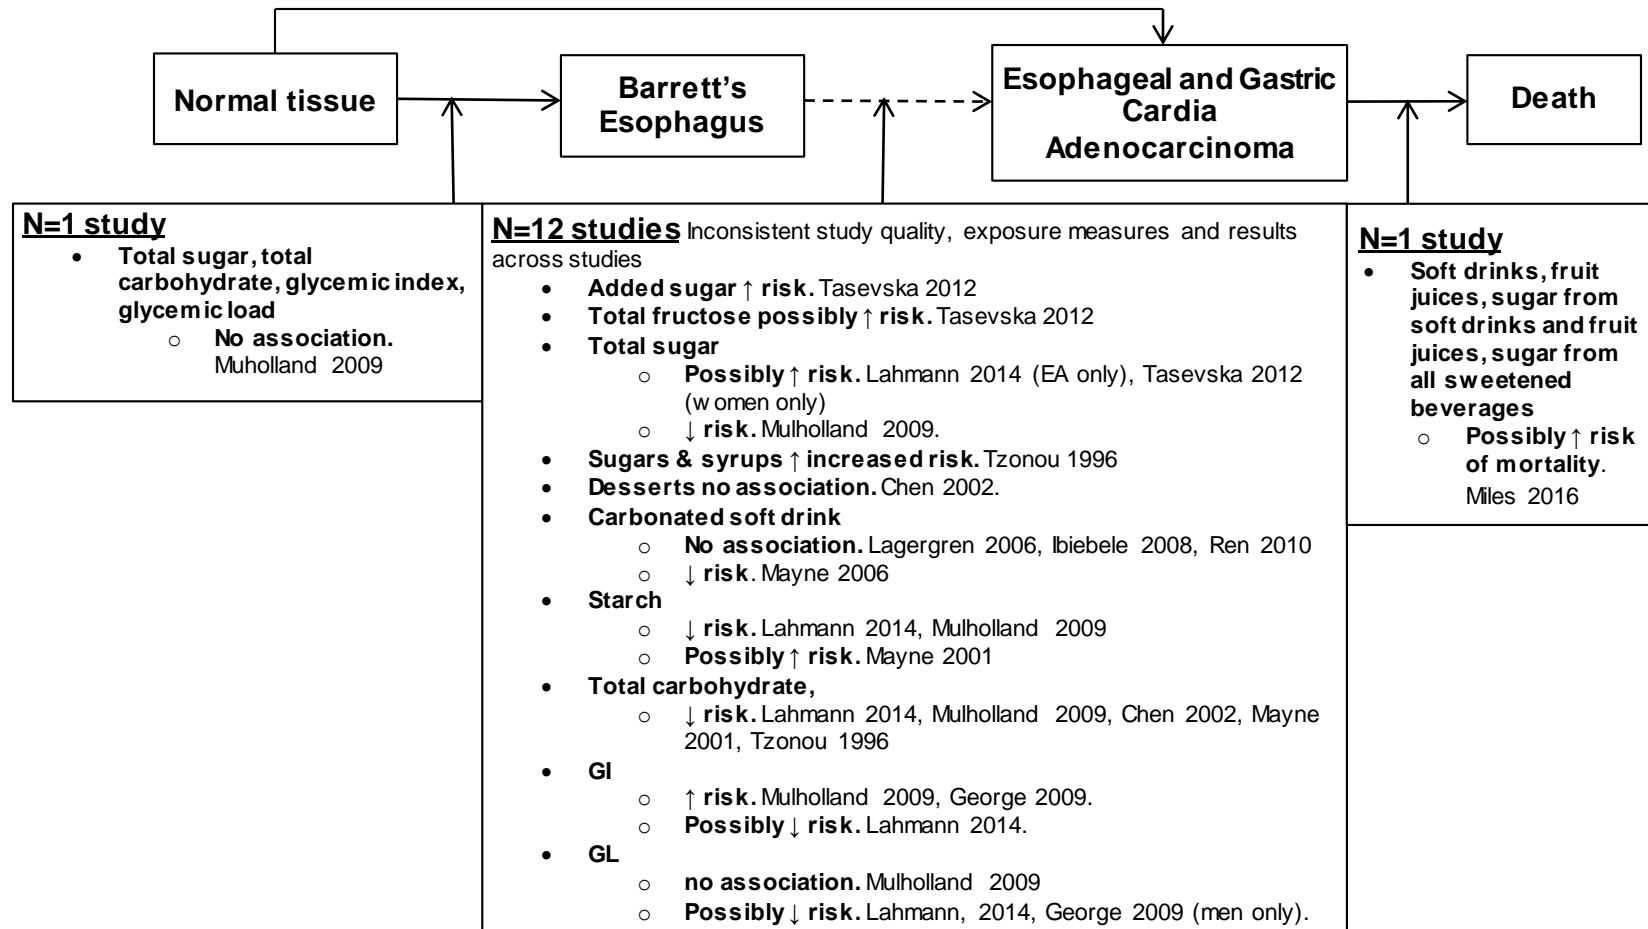 Normal tissue
Barrett's
Esophagus
Esophageal and Gastric
Cardia
Adenocarcinoma
Death
N=1 study
• Total sugar, total
carbohydrate, glycemic index,
glycemic load
o No association.
Muholland 2009
N=12 studies Inconsistent study quality, exposure measures and results
across studies
• Added sugar ↑ risk. Tasevska 2012
• Total fructose possibly ↑ risk. Tasevska 2012
• Total sugar
o Possibly ↑ risk. Lahmann 2014 (EA only), Tasevska 2012
(women only)
o ↓ risk. Mulholland 2009.
• Sugars & syrups ↑ increased risk. Tzonou 1996
• Desserts no association. Chen 2002.
• Carbonated soft drink
o No association. Lagergren 2006, Ibiebele 2008, Ren 2010
o ↓ risk. Mayne 2006
• Starch
o ↓ risk. Lahmann 2014, Mulholland 2009
o Possibly ↑ risk. Mayne 2001
• Total carbohydrate,
o ↓ risk. Lahmann 2014, Mulholland 2009, Chen 2002, Mayne
2001, Tzonou 1996
• GI
o ↑ risk. Mulholland 2009, George 2009.
o Possibly ↓ risk. Lahmann 2014.
• GL
o no association. Mulholland 2009
o Possibly ↓ risk. Lahmann, 2014, George 2009 (men only).
N=1 study
• Soft drinks, fruit
juices, sugar from
soft drinks and fruit
juices, sugar from
all sweetened
beverages
o Possibly ↑ risk
of mortality.
Miles 2016